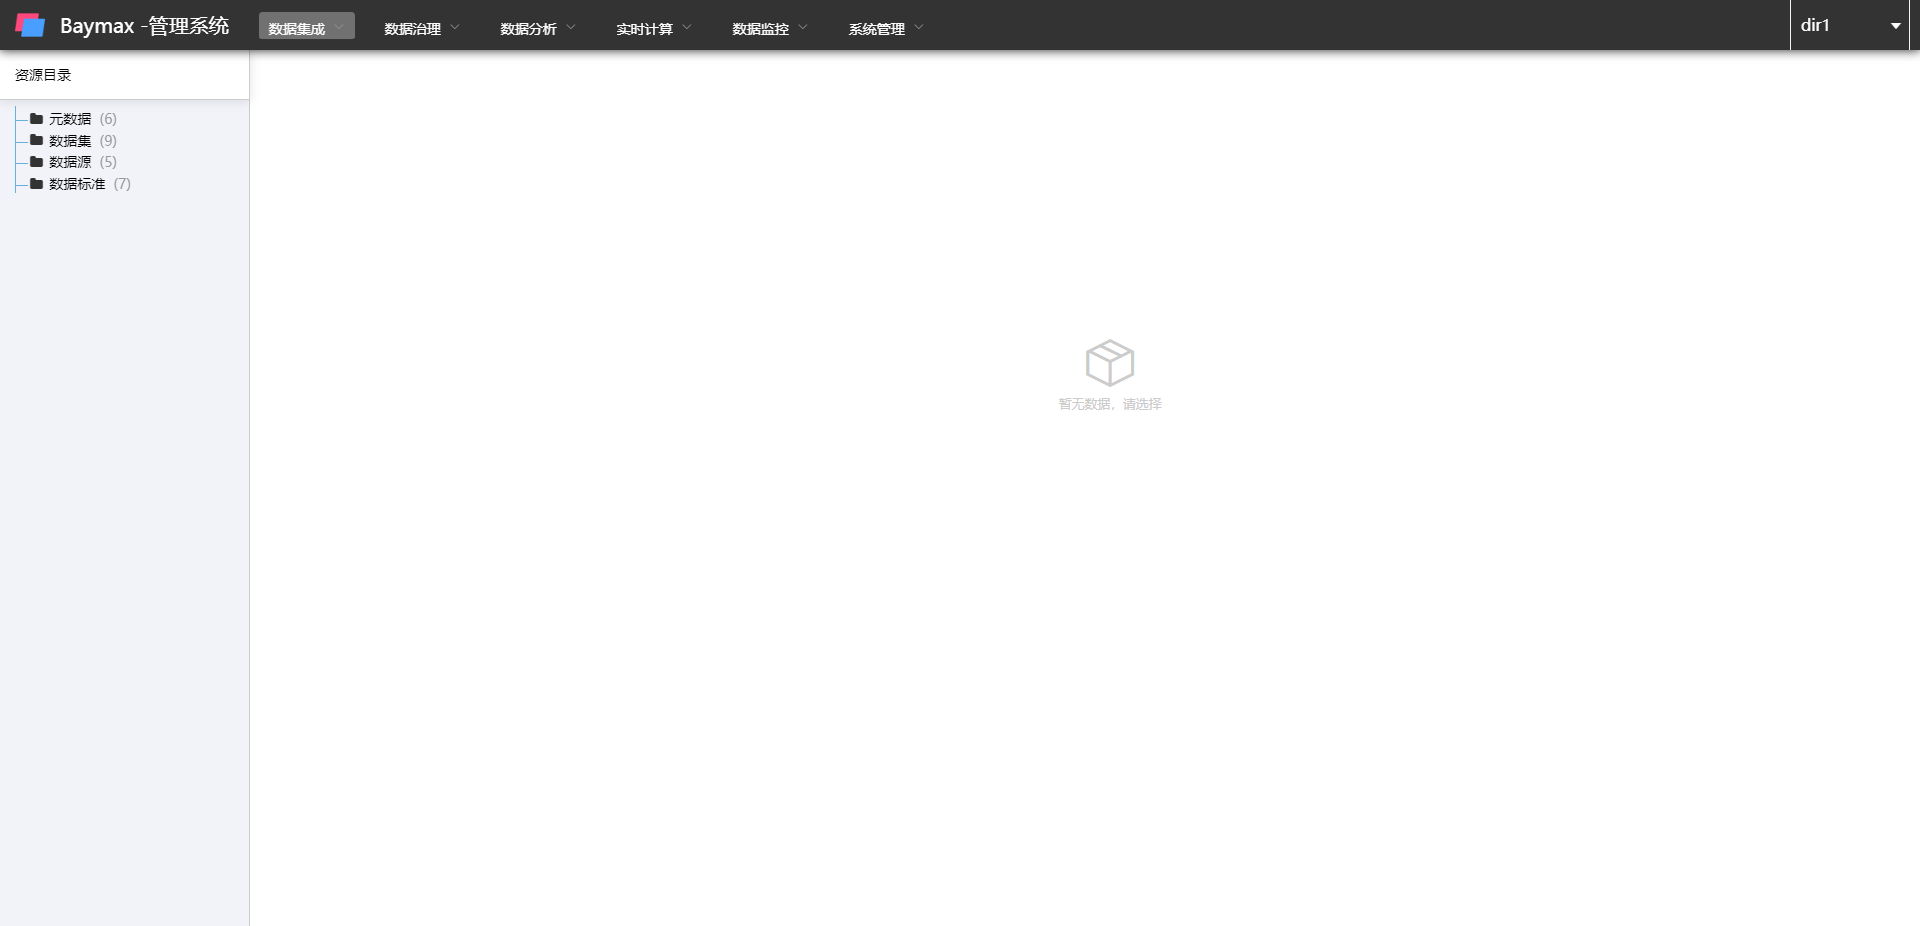 Baymax -管理系统 数据集成 数据治理 数据分析 实时计算 数据监控 系统管理 dir1
资源目录
元数据 (6)
数据集 (9)
数据源 (5)
数据标准 (7)
暂无数据，请选择